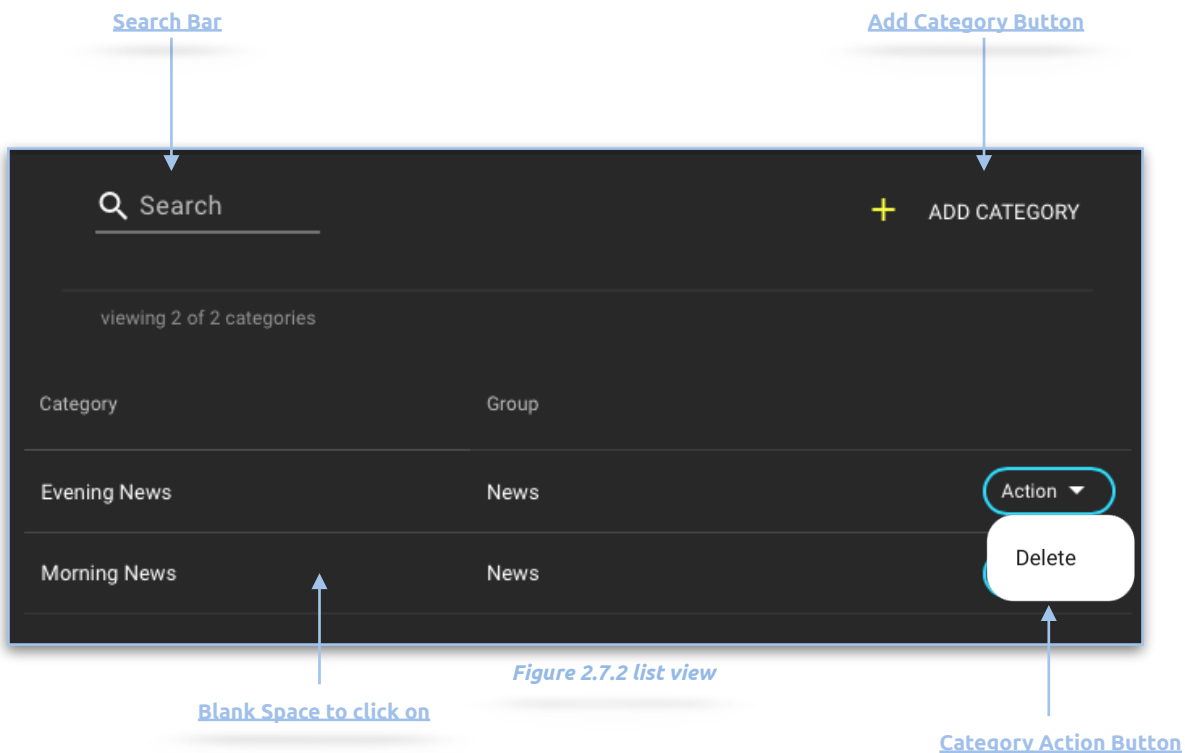 Search Bar
Add Category Button
Search
+ ADD CATEGORY
viewing 2 of 2 categories
Category
Group
Evening News
News
Action
Delete
Morning News
News
Figure 2.7.2 list view
Blank Space to click on
Category Action Button